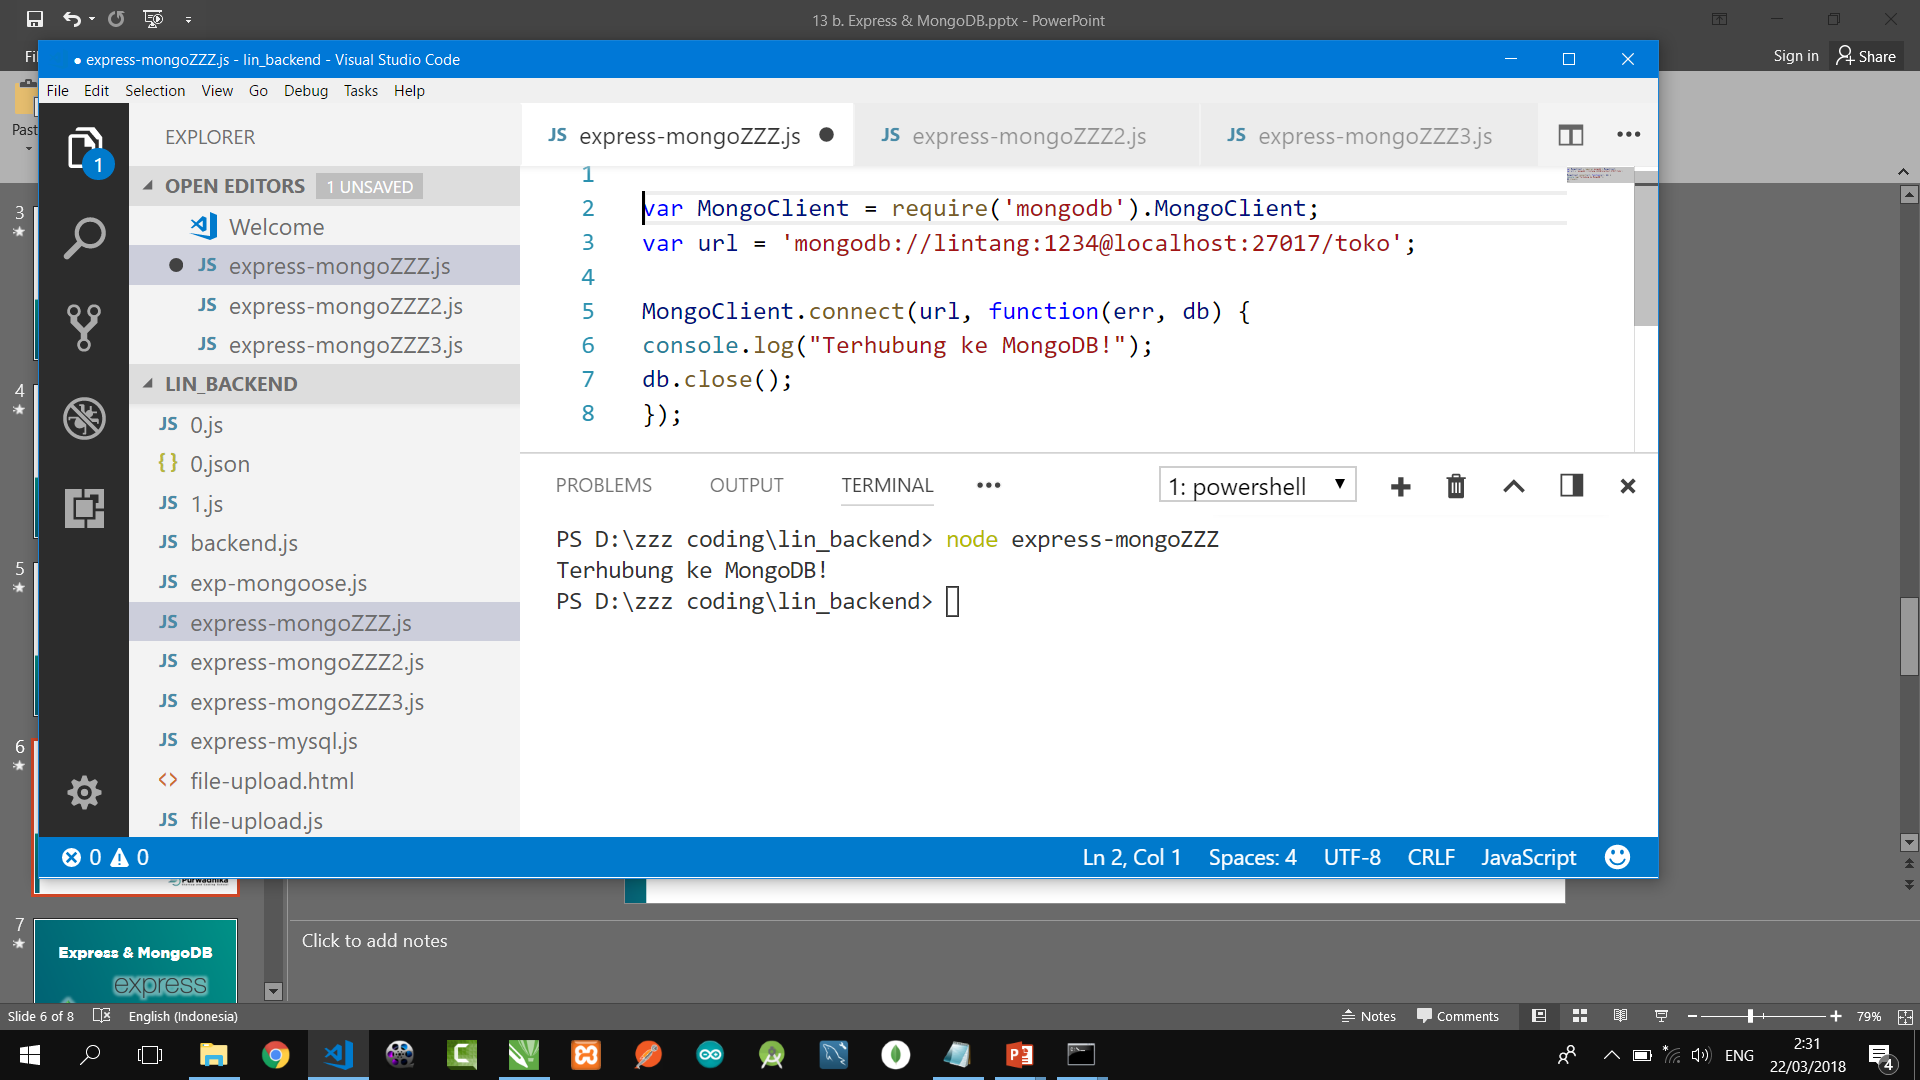 13 b. Express & MongoDB.pptx - PowerPoint
Sign in
Share
● express-mongoZZZ.js - lin_backend - Visual Studio Code
File Edit Selection View Go Debug Tasks Help
1
EXPLORER
OPEN EDITORS 1 UNSAVED
Welcome
JS express-mongoZZZ.js
JS express-mongoZZZ2.js
JS express-mongoZZZ3.js
LIN_BACKEND
JS 0.js
{ } 0.json
JS 1.js
JS backend.js
JS exp-mongoose.js
JS express-mongoZZZ.js
JS express-mongoZZZ2.js
JS express-mongoZZZ3.js
JS express-mysql.js
<> file-upload.html
JS file-upload.js
JS express-mongoZZZ.js ● JS express-mongoZZZ2.js JS express-mongoZZZ3.js
1
2 var MongoClient = require('mongodb').MongoClient;
3 var url = 'mongodb://lintang:1234@localhost:27017/toko';
4
5 MongoClient.connect(url, function(err, db) {
6 console.log("Terhubung ke MongoDB!");
7 db.close();
8 });
PROBLEMS OUTPUT TERMINAL ••• 1: powershell
PS D:\zzz coding\lin_backend> node express-mongoZZZ
Terhubung ke MongoDB!
PS D:\zzz coding\lin_backend>
0 0 Ln 2, Col 1 Spaces: 4 UTF-8 CRLF JavaScript
3
4
5
6
Purwadhika
7
Express & MongoDB
express
Click to add notes
Slide 6 of 8 English (Indonesia) Notes Comments 79%
ENG
2:31
22/03/2018
4